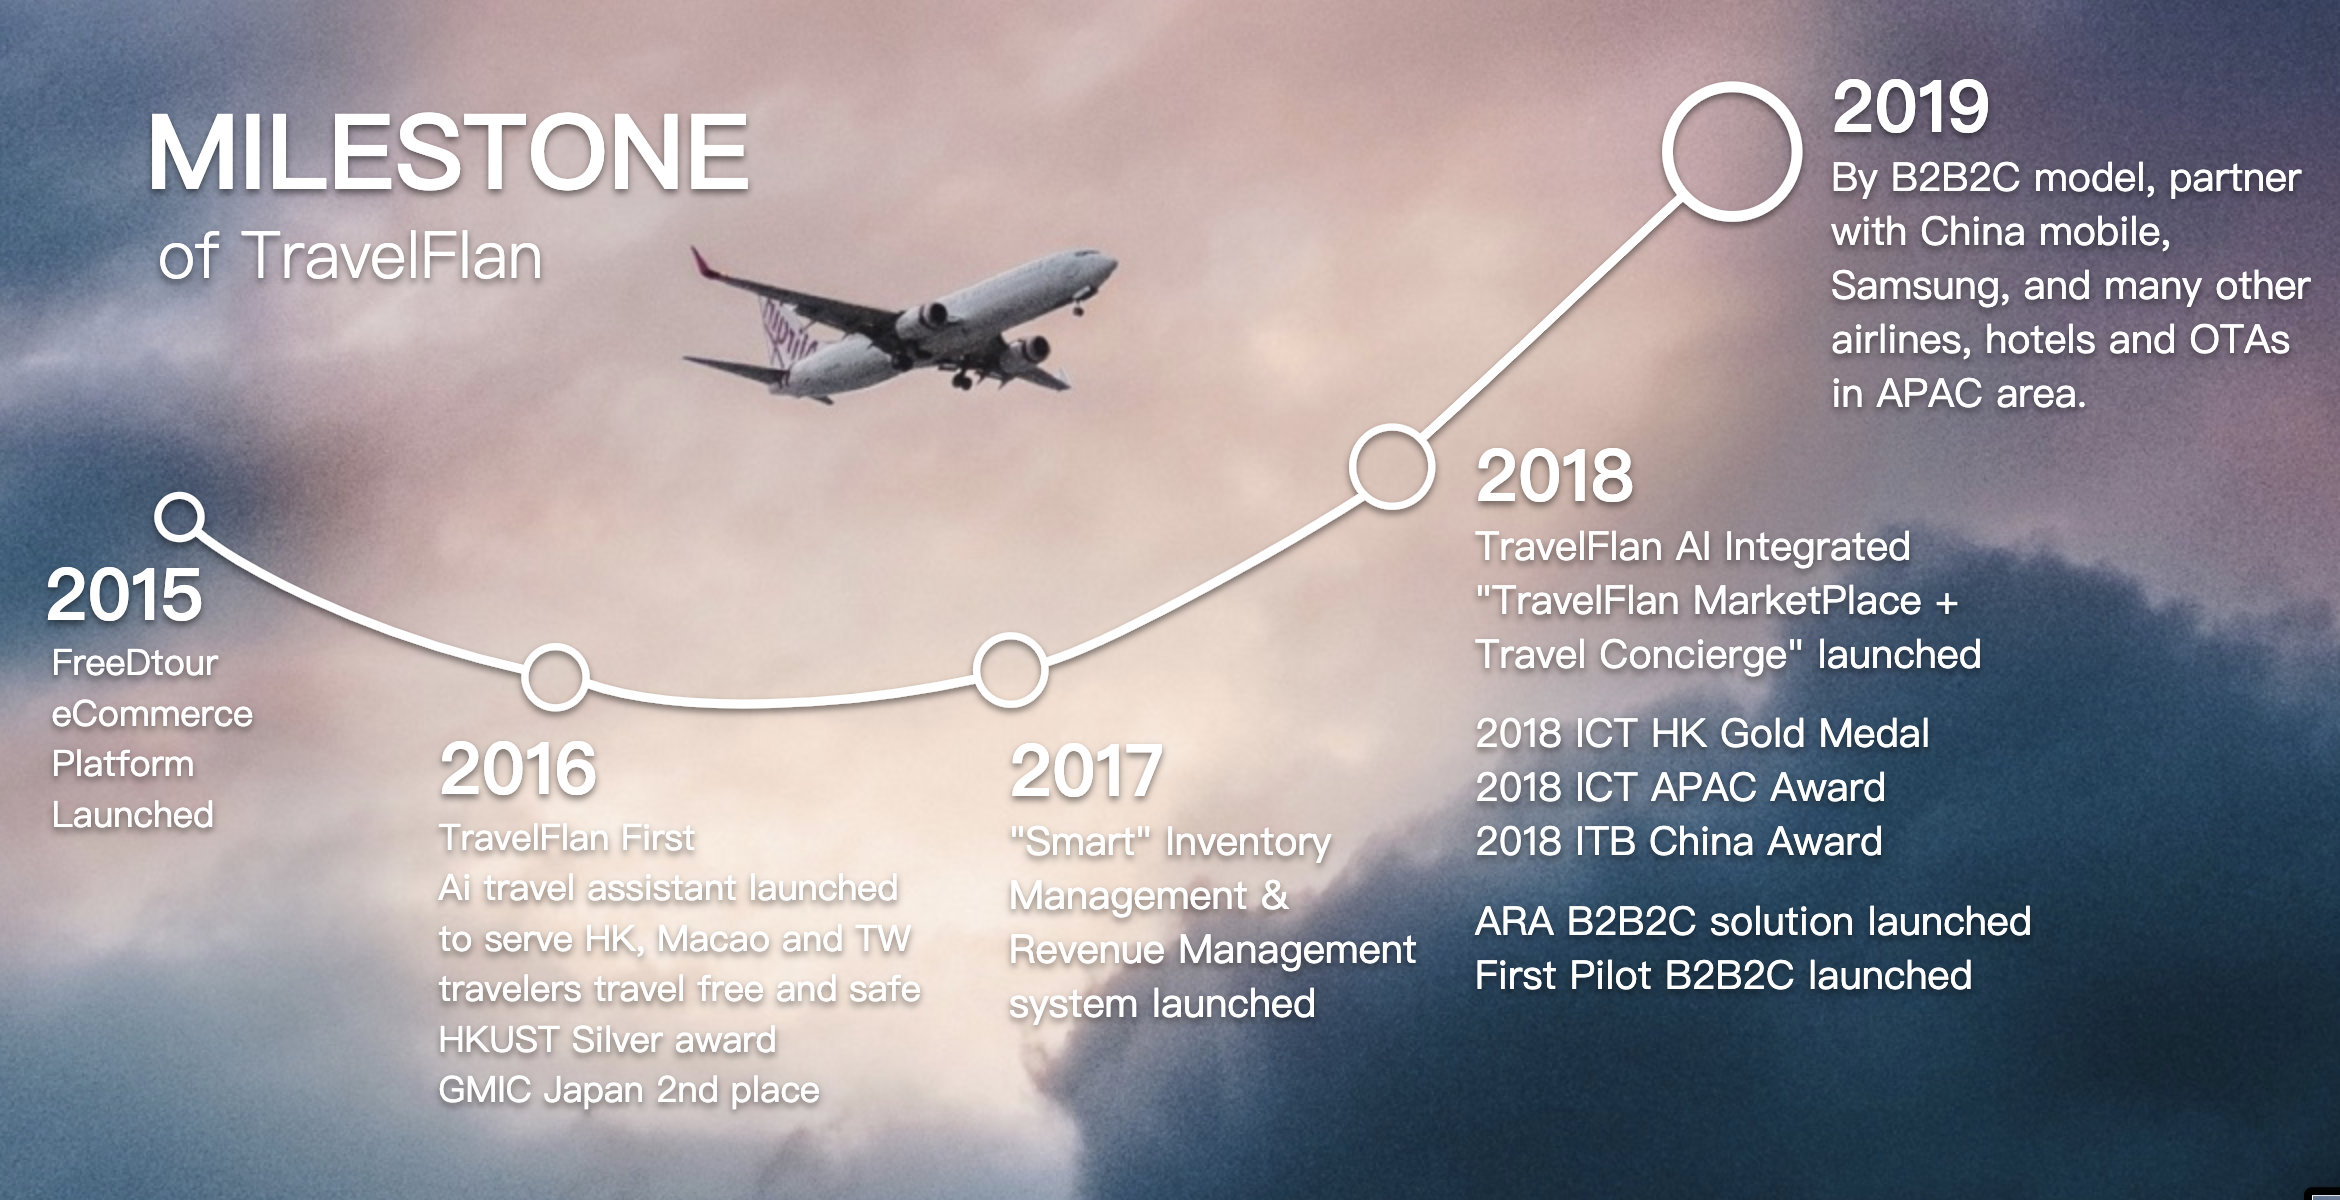 MILESTONE
of TravelFlan
2015
FreeDtour
eCommerce
Platform
Launched
2016
TravelFlan First
Ai travel assistant launched
to serve HK, Macao and TW
travelers travel free and safe
HKUST Silver award
GMIC Japan 2nd place
2017
"Smart" Inventory
Management &
Revenue Management
system launched
2018
TravelFlan AI Integrated
"TravelFlan MarketPlace +
Travel Concierge" launched
2018 ICT HK Gold Medal
2018 ICT APAC Award
2018 ITB China Award
ARA B2B2C solution launched
First Pilot B2B2C launched
2019
By B2B2C model, partner
with China mobile,
Samsung, and many other
airlines, hotels and OTAs
in APAC area.